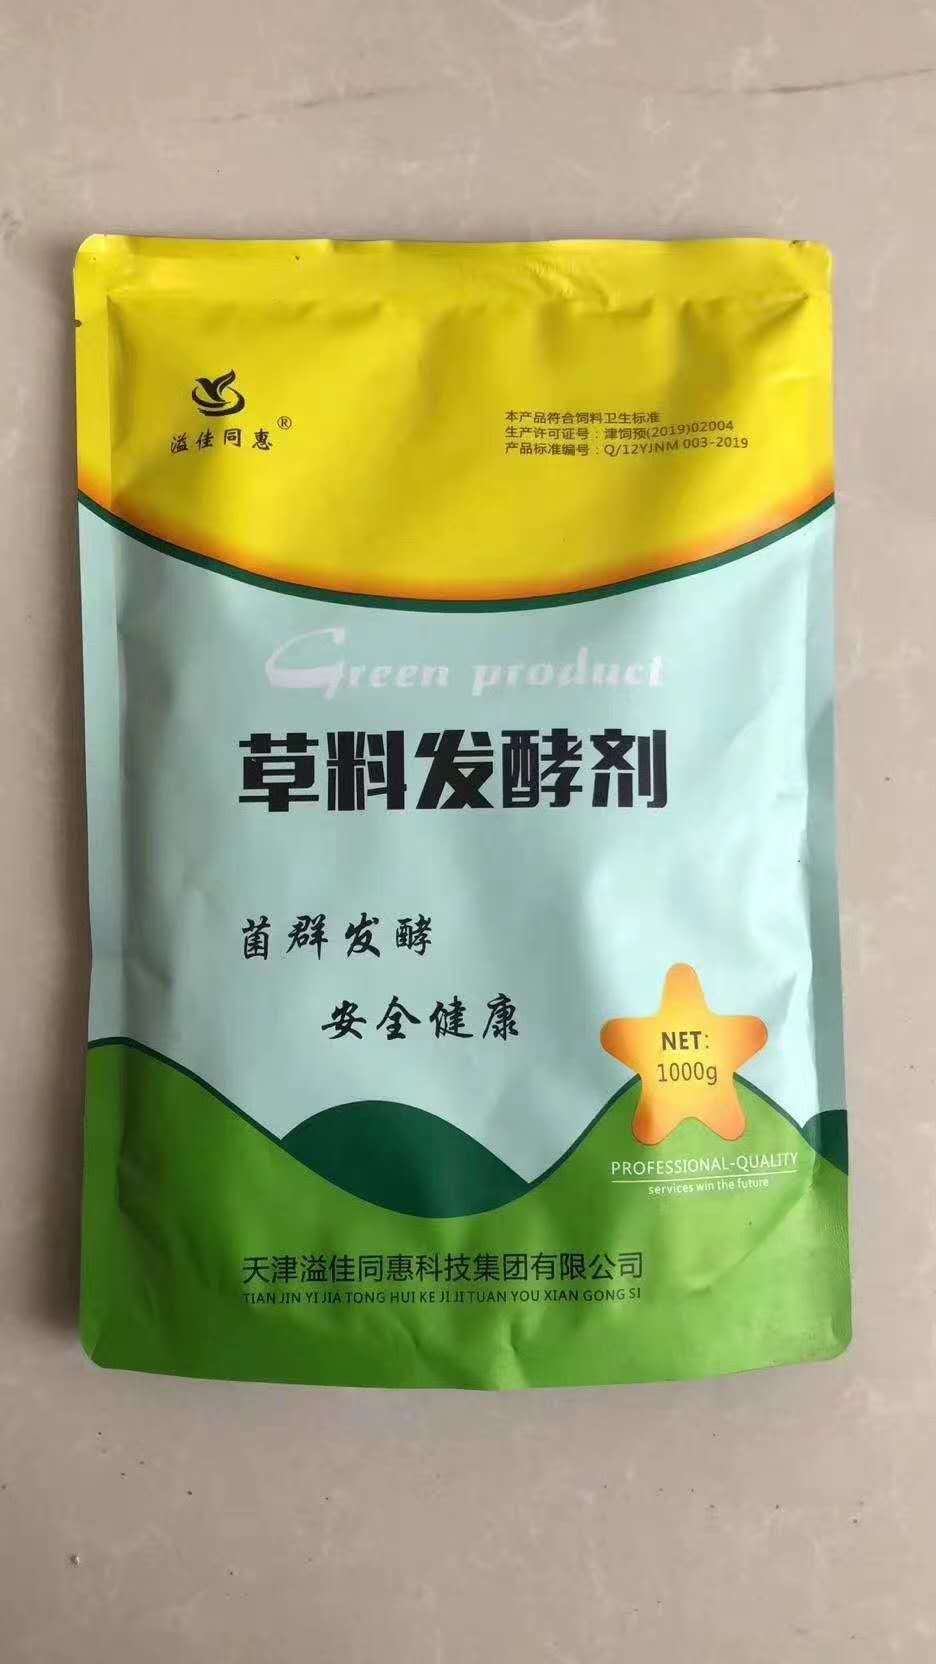 溢佳同惠®
本产品符合饲料卫生标准
生产许可证号：津饲预(2019)02004
产品标准编号：Q/12YJNM 003-2019
Green product
草料发酵剂
菌群发酵
安全健康
NET:
1000g
PROFESSIONAL-QUALITY
services win the future
天津溢佳同惠科技集团有限公司
TIAN JIN YI JIA TONG HUI KE JI JI TUAN YOU XIAN GONG SI